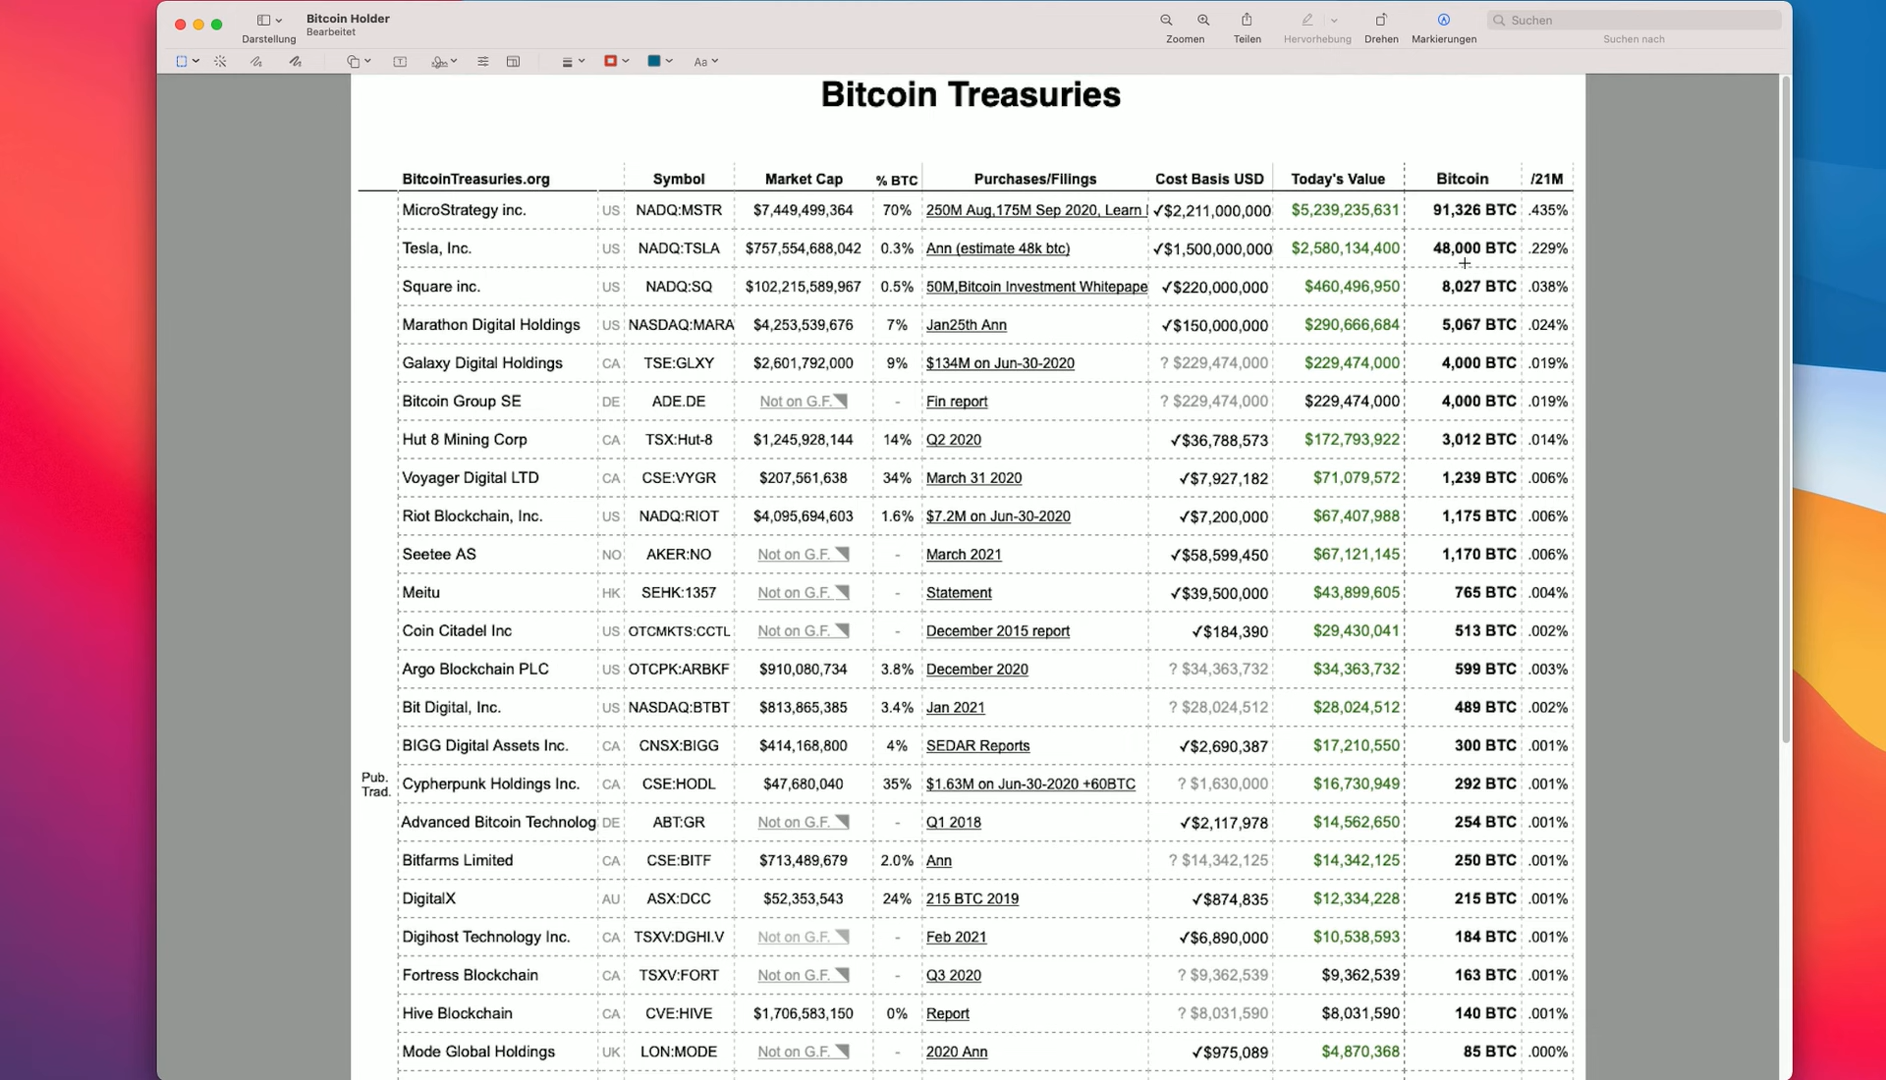 Bitcoin Holder
Bearbeitet
Darstellung
Zoomen
Teilen
Hervorhebung
Drehen
Markierungen
Suchen
Suchen nach
Aa
Bitcoin Treasuries
BitcoinTreasuries.org Symbol Market Cap % BTC Purchases/Filings Cost Basis USD Today's Value Bitcoin /21M
MicroStrategy inc. US NADQ:MSTR $7,449,499,364 70% 250M Aug,175M Sep 2020, Learn ✓$2,211,000,000 $5,239,235,631 91,326 BTC .435%
Tesla, Inc. US NADQ:TSLA $757,554,688,042 0.3% Ann (estimate 48k btc) ✓$1,500,000,000 $2,580,134,400 48,000 BTC .229%
Square inc. US NADQ:SQ $102,215,589,967 0.5% 50M,Bitcoin Investment Whitepape ✓$220,000,000 $460,496,950 8,027 BTC .038%
Marathon Digital Holdings US NASDAQ:MARA $4,253,539,676 7% Jan25th Ann ✓$150,000,000 $290,666,684 5,067 BTC .024%
Galaxy Digital Holdings CA TSE:GLXY $2,601,792,000 9% $134M on Jun-30-2020 ? $229,474,000 $229,474,000 4,000 BTC .019%
Bitcoin Group SE DE ADE.DE Not on G.F. - Fin report ? $229,474,000 $229,474,000 4,000 BTC .019%
Hut 8 Mining Corp CA TSX:Hut-8 $1,245,928,144 14% Q2 2020 ✓$36,788,573 $172,793,922 3,012 BTC .014%
Voyager Digital LTD CA CSE:VYGR $207,561,638 34% March 31 2020 ✓$7,927,182 $71,079,572 1,239 BTC .006%
Riot Blockchain, Inc. US NADQ:RIOT $4,095,694,603 1.6% $7.2M on Jun-30-2020 ✓$7,200,000 $67,407,988 1,175 BTC .006%
Seetee AS NO AKER:NO Not on G.F. - March 2021 ✓$58,599,450 $67,121,145 1,170 BTC .006%
Meitu HK SEHK:1357 Not on G.F. - Statement ✓$39,500,000 $43,899,605 765 BTC .004%
Coin Citadel Inc US OTCMKTS:CCTL Not on G.F. - December 2015 report ✓$184,390 $29,430,041 513 BTC .002%
Argo Blockchain PLC US OTCPK:ARBKF $910,080,734 3.8% December 2020 ? $34,363,732 $34,363,732 599 BTC .003%
Bit Digital, Inc. US NASDAQ:BTBT $813,865,385 3.4% Jan 2021 ? $28,024,512 $28,024,512 489 BTC .002%
BIGG Digital Assets Inc. CA CNSX:BIGG $414,168,800 4% SEDAR Reports ✓$2,690,387 $17,210,550 300 BTC .001%
Pub. Trad.
Cypherpunk Holdings Inc. CA CSE:HODL $47,680,040 35% $1.63M on Jun-30-2020 +60BTC ? $1,630,000 $16,730,949 292 BTC .001%
Advanced Bitcoin Technolog DE ABT:GR Not on G.F. - Q1 2018 ✓$2,117,978 $14,562,650 254 BTC .001%
Bitfarms Limited CA CSE:BITF $713,489,679 2.0% Ann ? $14,342,125 $14,342,125 250 BTC .001%
DigitalX AU ASX:DCC $52,353,543 24% 215 BTC 2019 ✓$874,835 $12,334,228 215 BTC .001%
Digihost Technology Inc. CA TSXV:DGHI.V Not on G.F. - Feb 2021 ✓$6,890,000 $10,538,593 184 BTC .001%
Fortress Blockchain CA TSXV:FORT Not on G.F. - Q3 2020 ? $9,362,539 $9,362,539 163 BTC .001%
Hive Blockchain CA CVE:HIVE $1,706,583,150 0% Report ? $8,031,590 $8,031,590 140 BTC .001%
Mode Global Holdings UK LON:MODE Not on G.F. - 2020 Ann ✓$975,089 $4,870,368 85 BTC .000%